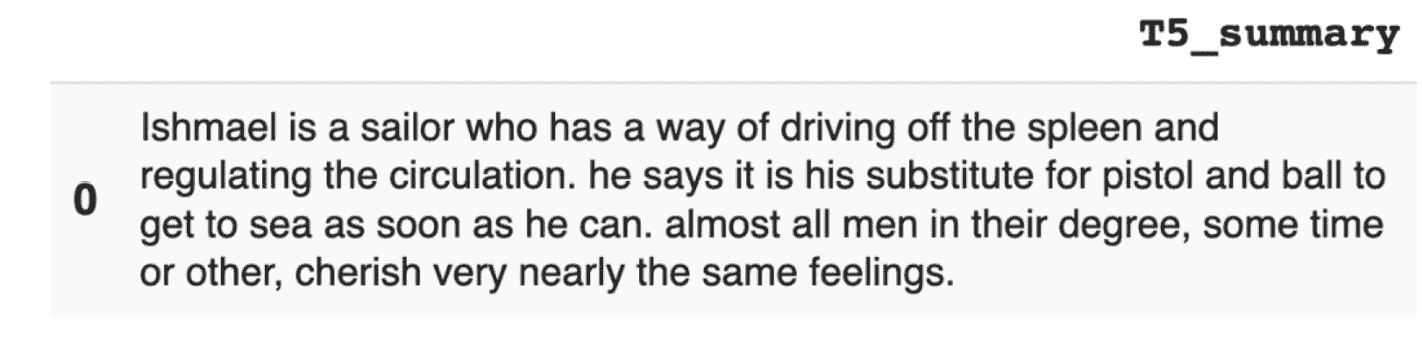 T5_summary
Ishmael is a sailor who has a way of driving off the spleen and
0 regulating the circulation. he says it is his substitute for pistol and ball to
get to sea as soon as he can. almost all men in their degree, some time
or other, cherish very nearly the same feelings.